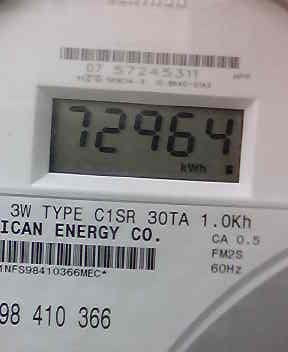 07 57245311
72964
kWh
3W TYPE C1SR 30TA 1.0Kh
ICAN ENERGY CO.
CA 0.5
FM2S
60Hz
1NFS98410366MEC*
98 410 366